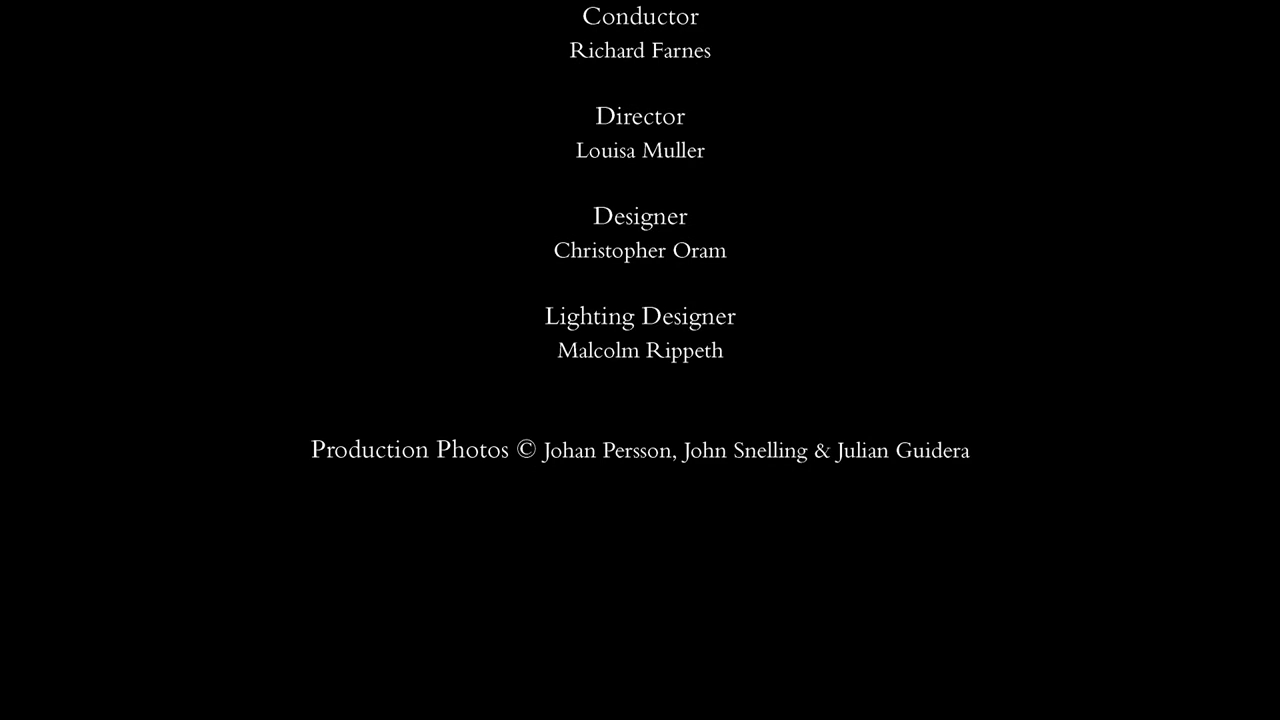 Conductor
Richard Farnes
Director
Louisa Muller
Designer
Christopher Oram
Lighting Designer
Malcolm Rippeth
Production Photos © Johan Persson, John Snelling & Julian Guidera